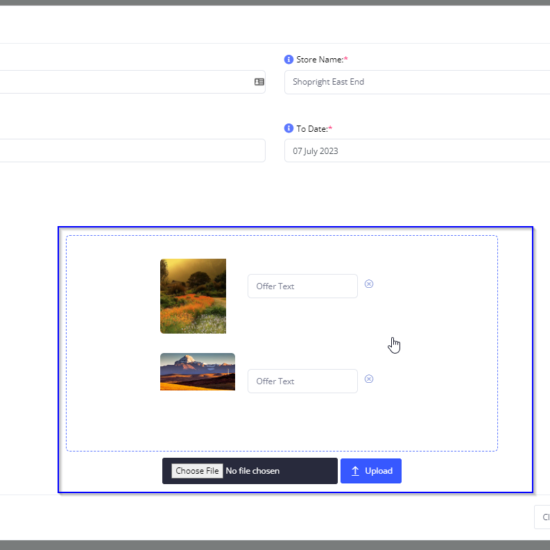 Store Name:*
Shopright East End
To Date:*
07 July 2023
Offer Text
Offer Text
Choose File No file chosen
Upload
Cl